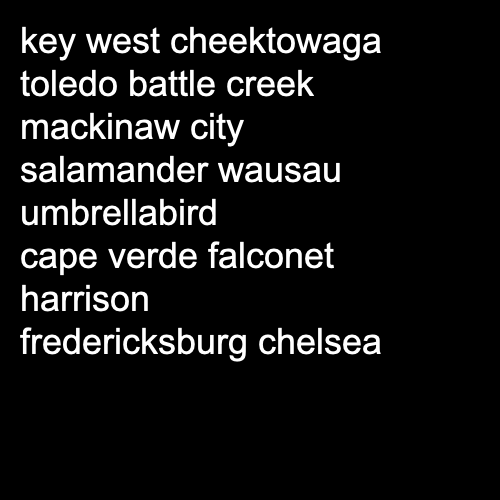 key west cheektowaga
toledo battle creek
mackinaw city
salamander wausau
umbrellabird
cape verde falconet
harrison
fredericksburg chelsea